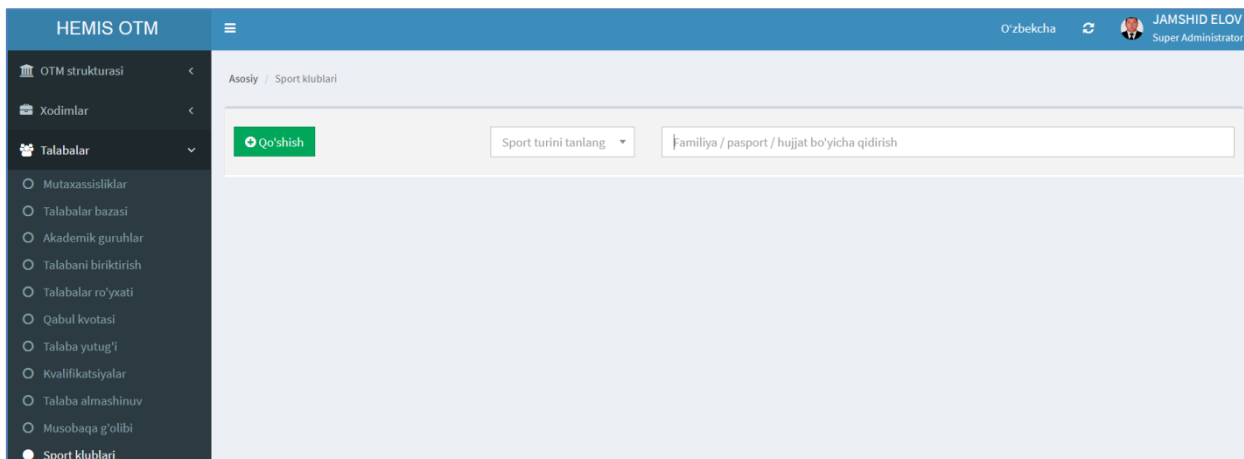 HEMIS OTM
O'zbekcha
JAMSHID ELOV
Super Administrator
OTM strukturasi
Xodimlar
Talabalar
Mutaxassisliklar
Talabalar bazasi
Akademik guruhlar
Talabani biriktirish
Talabalar ro'yxati
Qabul kvotasi
Talaba yutug'i
Kvalifikatsiyalar
Talaba almashinuv
Musobaqa g'olibi
Sport klublari
Asosiy / Sport klublari
Qo'shish
Sport turini tanlang
Familiya / pasport / hujjat bo'yicha qidirish